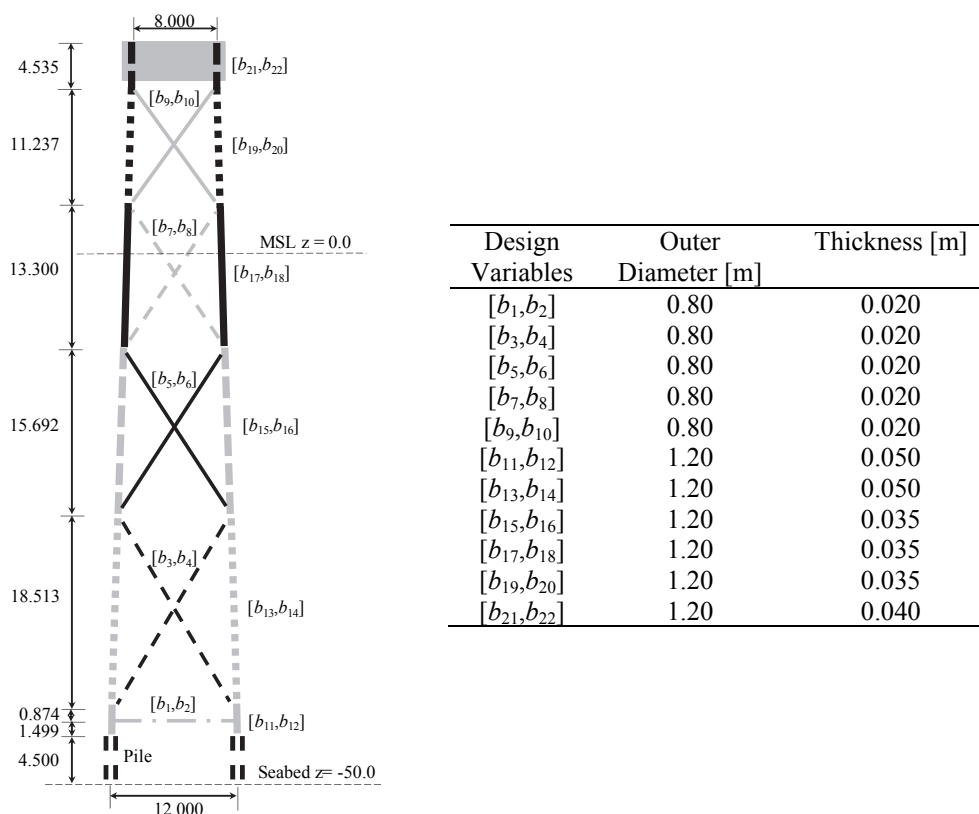 8.000
4.535
[b21,b22]
[b9,b10]
11.237
[b19,b20]
[b7,b8]
MSL z = 0.0
13.300
[b17,b18]
[b5,b6]
15.692
[b15,b16]
[b3,b4]
18.513
[b13,b14]
[b1,b2]
0.874
[b11,b12]
1.499
4.500
Pile
Seabed z= -50.0
12.000
Design Variables Outer Diameter [m] Thickness [m]
[b1,b2] 0.80 0.020
[b3,b4] 0.80 0.020
[b5,b6] 0.80 0.020
[b7,b8] 0.80 0.020
[b9,b10] 0.80 0.020
[b11,b12] 1.20 0.050
[b13,b14] 1.20 0.050
[b15,b16] 1.20 0.035
[b17,b18] 1.20 0.035
[b19,b20] 1.20 0.035
[b21,b22] 1.20 0.040